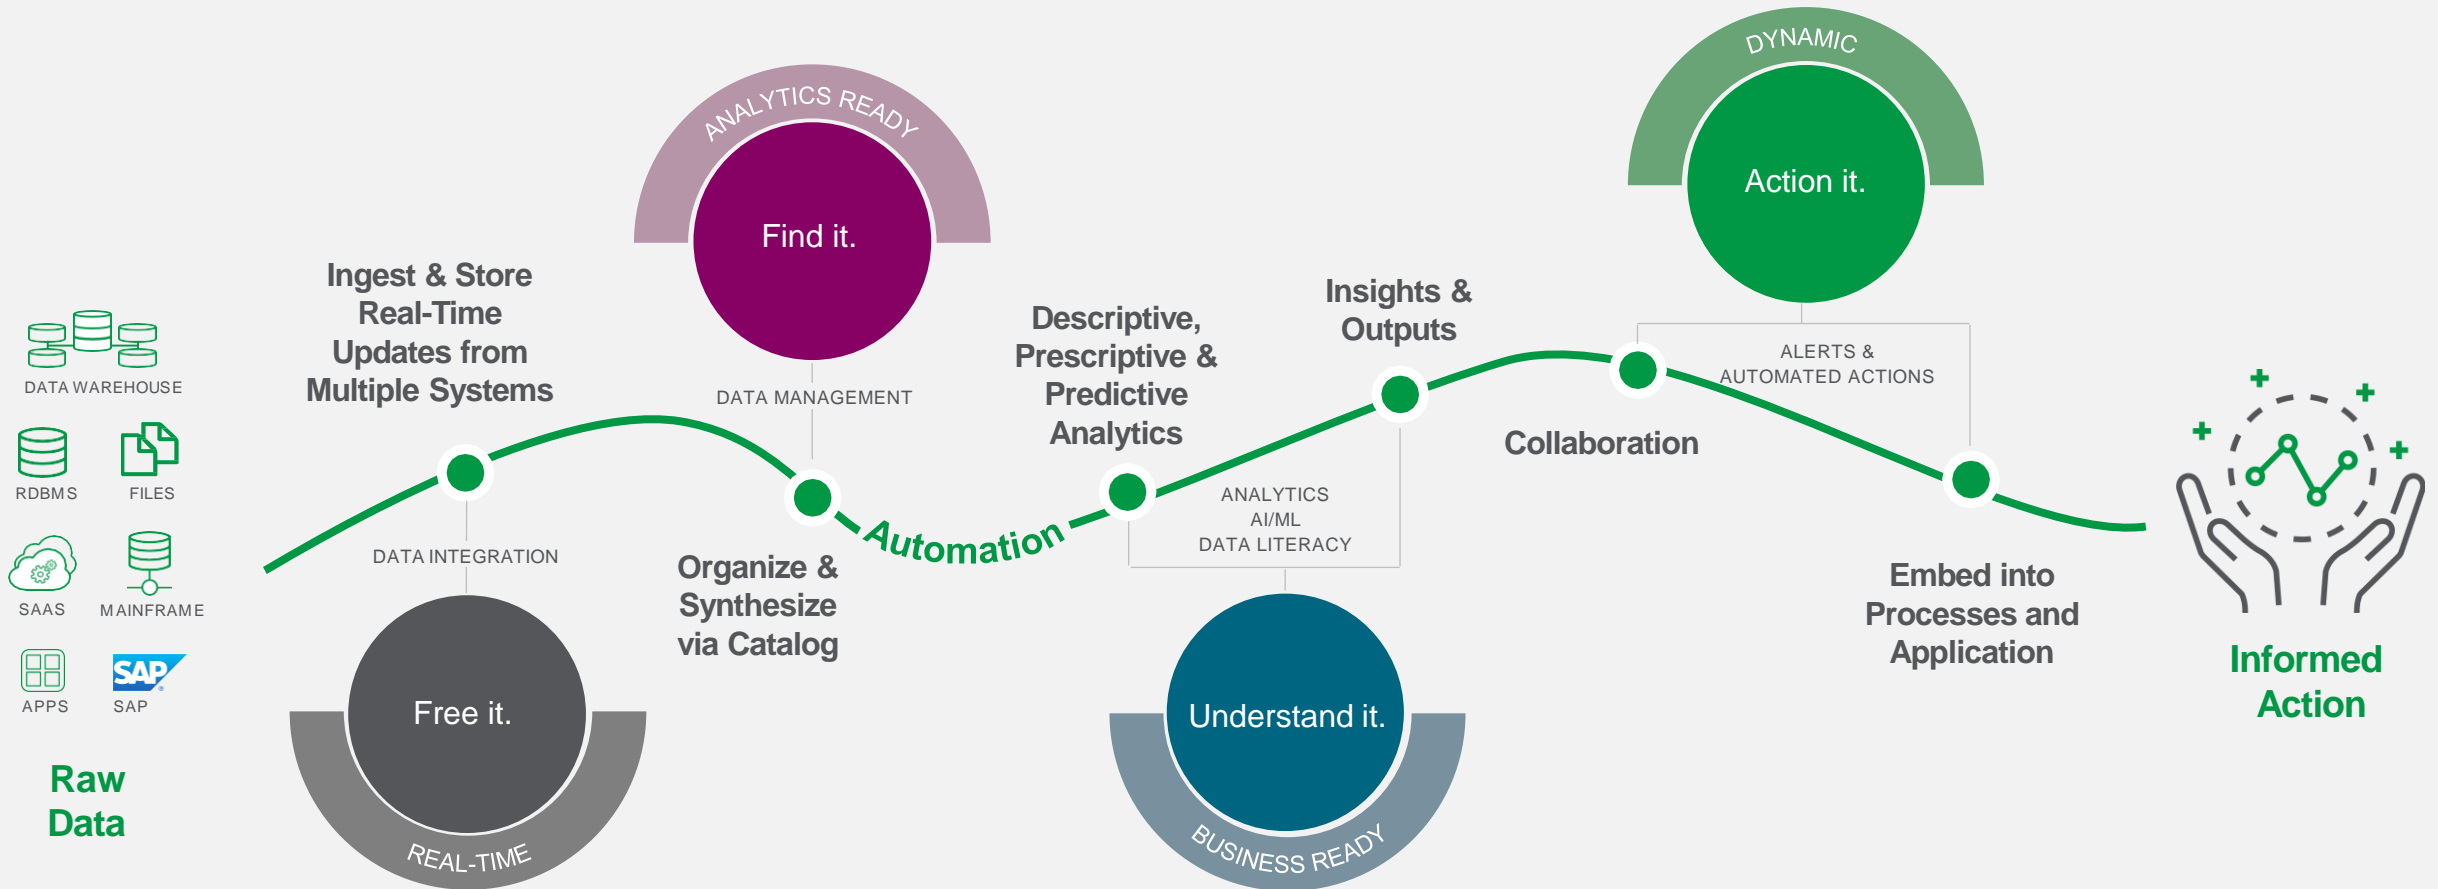 DATA WAREHOUSE
RDBMS
FILES
SAAS
MAINFRAME
SAP
APPS
SAP
Raw
Data
Ingest & Store
Real-Time
Updates from
Multiple Systems
DATA INTEGRATION
Free it.
REAL-TIME
ANALYTICS READY
Find it.
DATA MANAGEMENT
Organize &
Synthesize
via Catalog
Automation
Descriptive,
Prescriptive &
Predictive
Analytics
Insights &
Outputs
ANALYTICS
AI/ML
DATA LITERACY
Understand it.
BUSINESS READY
DYNAMIC
Action it.
ALERTS &
AUTOMATED ACTIONS
Collaboration
Embed into
Processes and
Application
Informed
Action